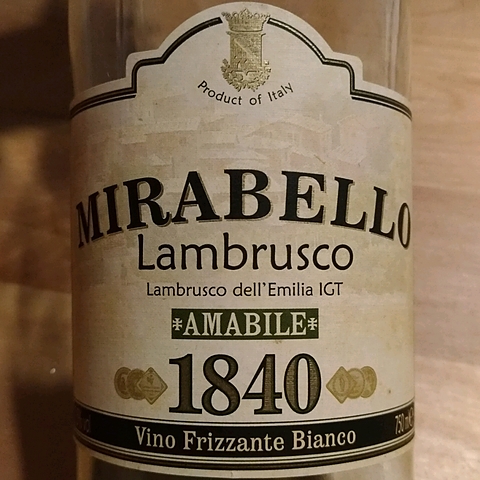 Product of Italy
MIRABELLO
Lambrusco
Lambrusco dell'Emilia IGT
AMABILE
1840
Vino Frizzante Bianco